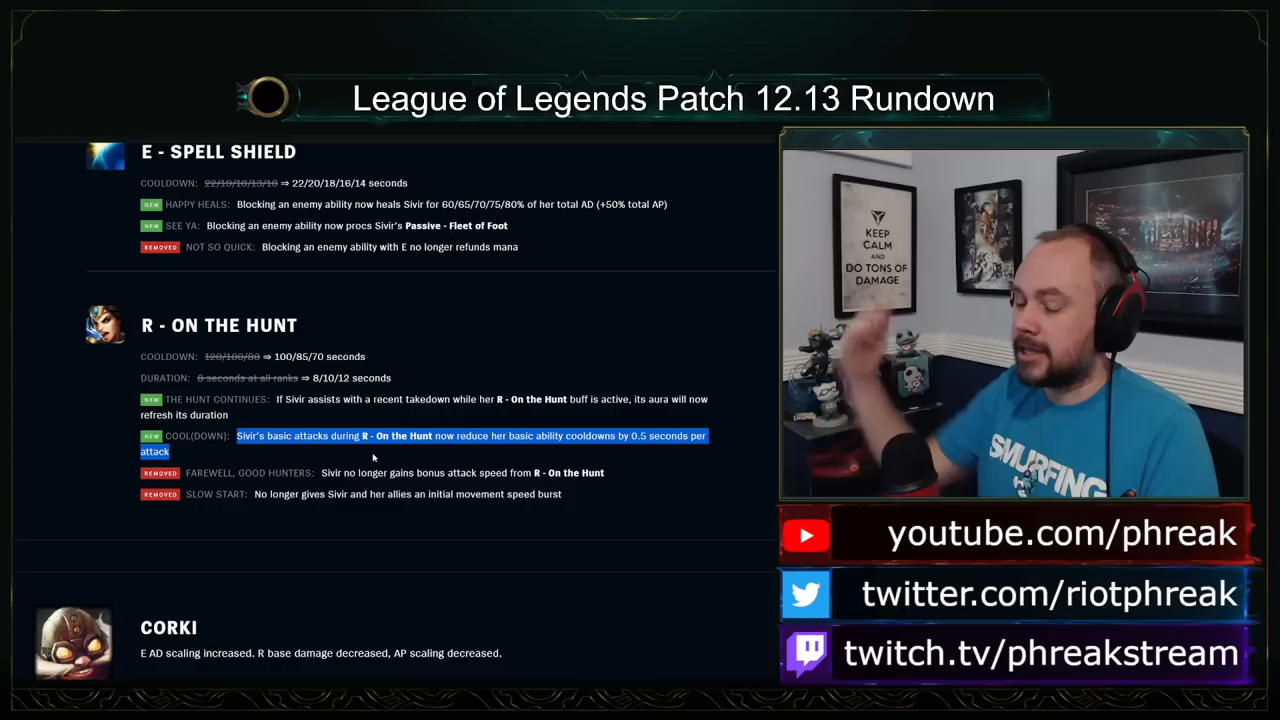 League of Legends Patch 12.13 Rundown
E - SPELL SHIELD
COOLDOWN: 22/19/16/13/10 ⇒ 22/20/18/16/14 seconds
NEW HAPPY HEALS: Blocking an enemy ability now heals Sivir for 60/65/70/75/80% of her total AD (+50% total AP)
NEW SEE YA: Blocking an enemy ability now procs Sivir's Passive - Fleet of Foot
REMOVED NOT SO QUICK: Blocking an enemy ability with E no longer refunds mana
R - ON THE HUNT
COOLDOWN: 120/100/80 ⇒ 100/85/70 seconds
DURATION: 8 seconds at all ranks ⇒ 8/10/12 seconds
NEW THE HUNT CONTINUES: If Sivir assists with a recent takedown while her R - On the Hunt buff is active, its aura will now
refresh its duration
NEW COOL(DOWN): Sivir's basic attacks during R - On the Hunt now reduce her basic ability cooldowns by 0.5 seconds per
attack
REMOVED FAREWELL, GOOD HUNTERS: Sivir no longer gains bonus attack speed from R - On the Hunt
REMOVED SLOW START: No longer gives Sivir and her allies an initial movement speed burst
CORKI
E AD scaling increased. R base damage decreased, AP scaling decreased.
KEEP
CALM
AND
DO TONS OF
DAMAGE
SMURFING
youtube.com/phreak
twitter.com/riotphreak
twitch.tv/phreakstream